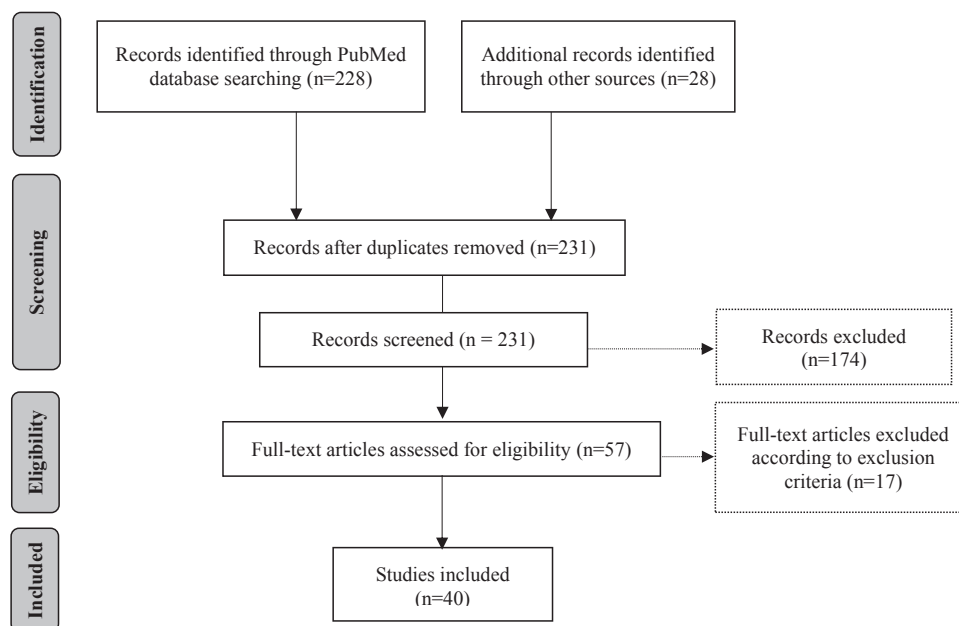 Identification
Records identified through PubMed
database searching (n=228)
Additional records identified
through other sources (n=28)
Screening
Records after duplicates removed (n=231)
Records screened (n = 231)
Records excluded
(n=174)
Eligibility
Full-text articles assessed for eligibility (n=57)
Full-text articles excluded
according to exclusion
criteria (n=17)
Included
Studies included
(n=40)